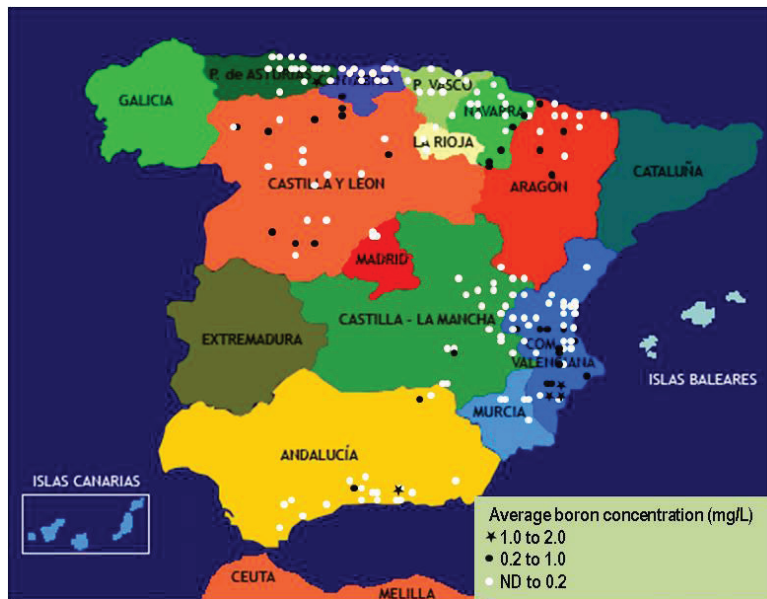 P. de ASTURIAS
GALICIA
P. VASCO
NAVARRA
LA RIOJA
CASTILLA Y LEON
ARAGÓN
CATALUÑA
MADRID
CASTILLA - LA MANCHA
EXTREMADURA
COM.
VALENCIANA
ISLAS BALEARES
MURCIA
ANDALUCÍA
ISLAS CANARIAS
CEUTA
MELILLA
Average boron concentration (mg/L)
★ 1.0 to 2.0
● 0.2 to 1.0
○ ND to 0.2